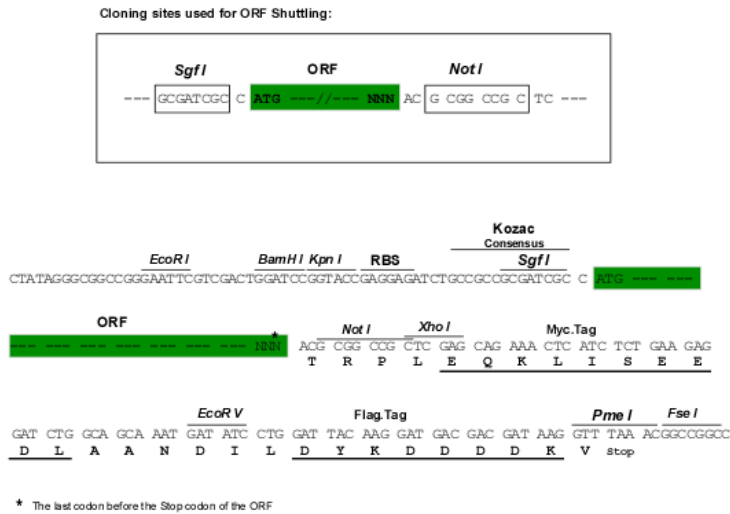 Cloning sites used for ORF Shuttling:
Sgf I ORF Not I
--- GCGATCGC C ATG ---//--- NNN AC G CGG CCG C TC ---
Kozac
Consensus
EcoR I BamH I Kpn I RBS Sgf I
CTATAGGGCGGCCGGGAATTCGTCGACTGGATCCGGTACCGAGGAGATCTGCCGCCGCGATCGC C ATG --- ---
ORF
*
Not I Xho I Myc.Tag
--- --- --- --- --- --- --- --- NNN ACG CGG CCG CTC GAG CAG AAA CTC ATC TCT GAA GAG
T R P L E Q K L I S E E
EcoR V Flag.Tag Pme I Fse I
GAT CTG GCA GCA AAT GAT ATC CTG GAT TAC AAG GAT GAC GAC GAT AAG GTT TAA ACGGCCGGCC
D L A A N D I L D Y K D D D D K V Stop
* The last codon before the Stop codon of the ORF